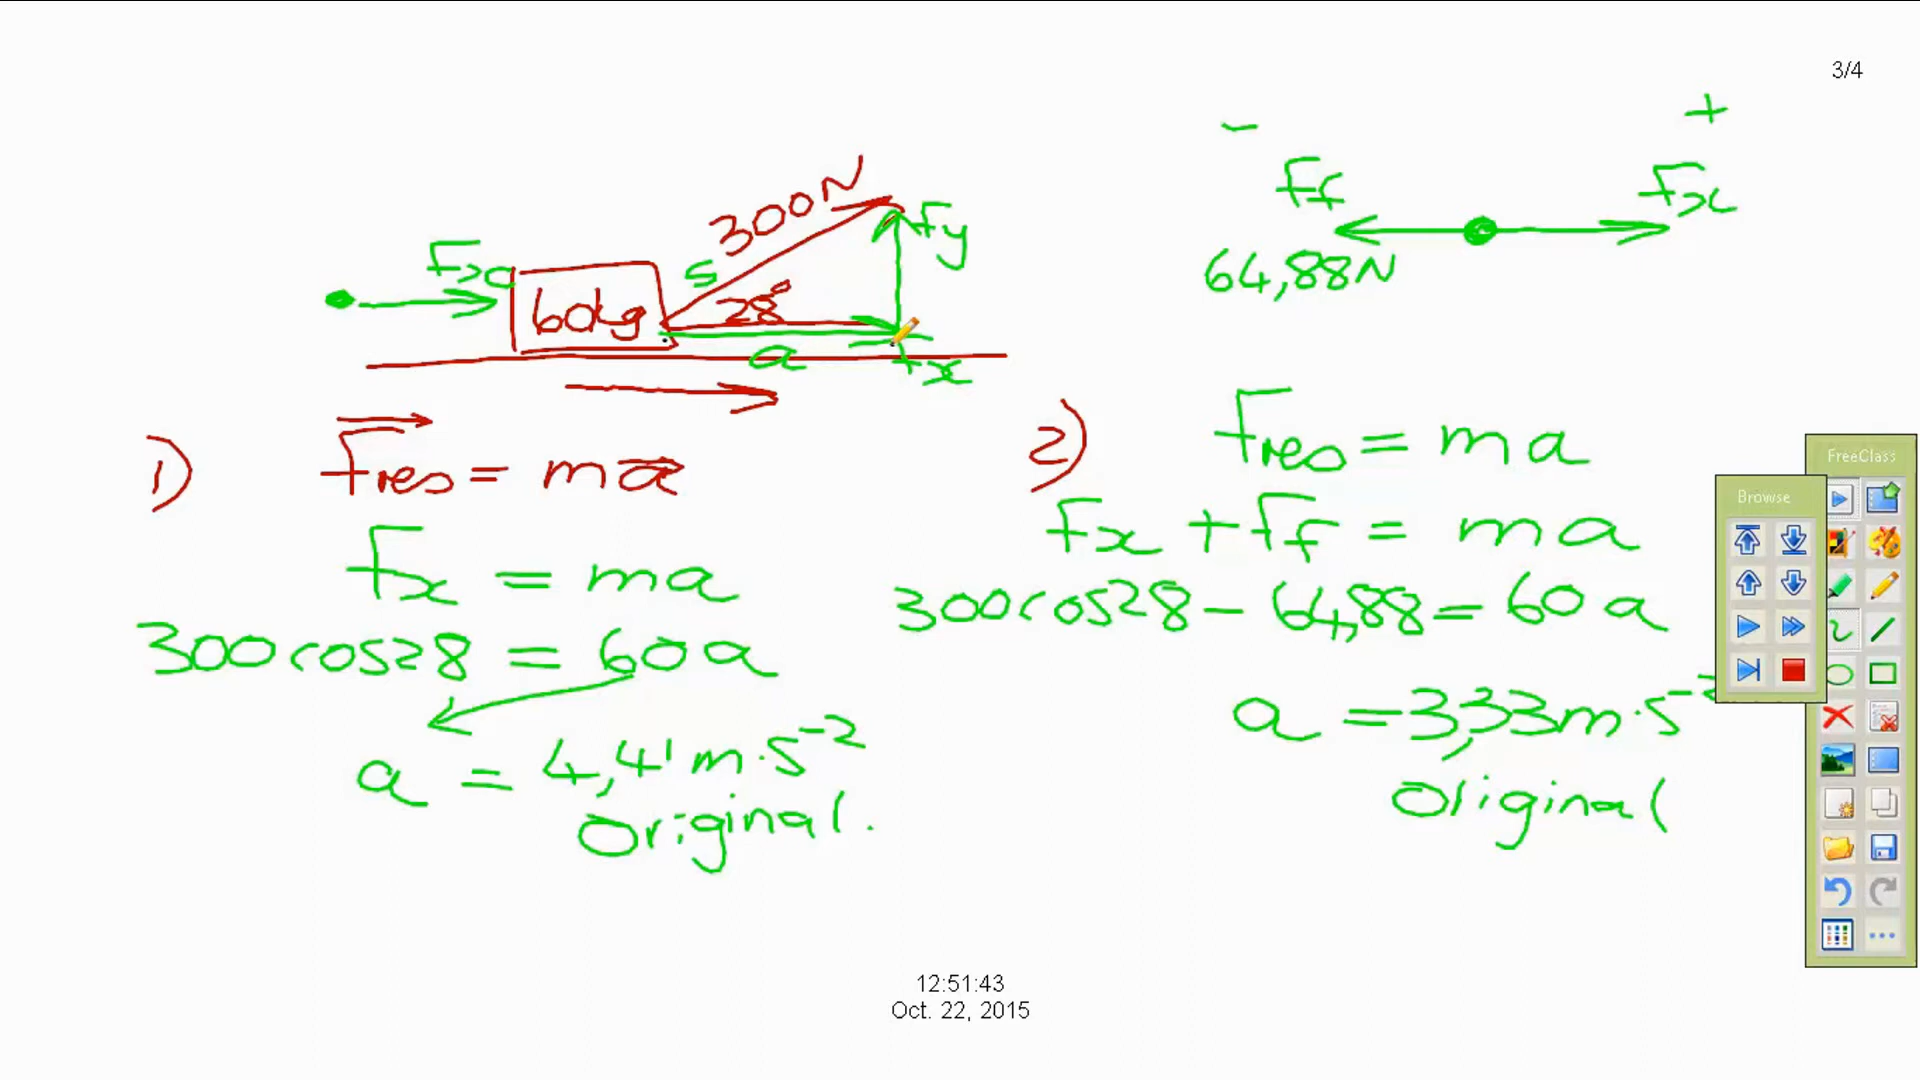 3/4
300N
Fy
Fx
60kg
S
28°
a
Fx
- +
Ff Fx
64,88N
1) Fres = ma
Fx = ma
300cos28 = 60a
a = 4,41 m·s⁻²
Original.
2) Fres = ma
Fx + Ff = ma
300cos28 - 64,88 = 60a
a = 3,33m·s⁻²
Original
FreeClass
Browse
12:51:43
Oct. 22, 2015